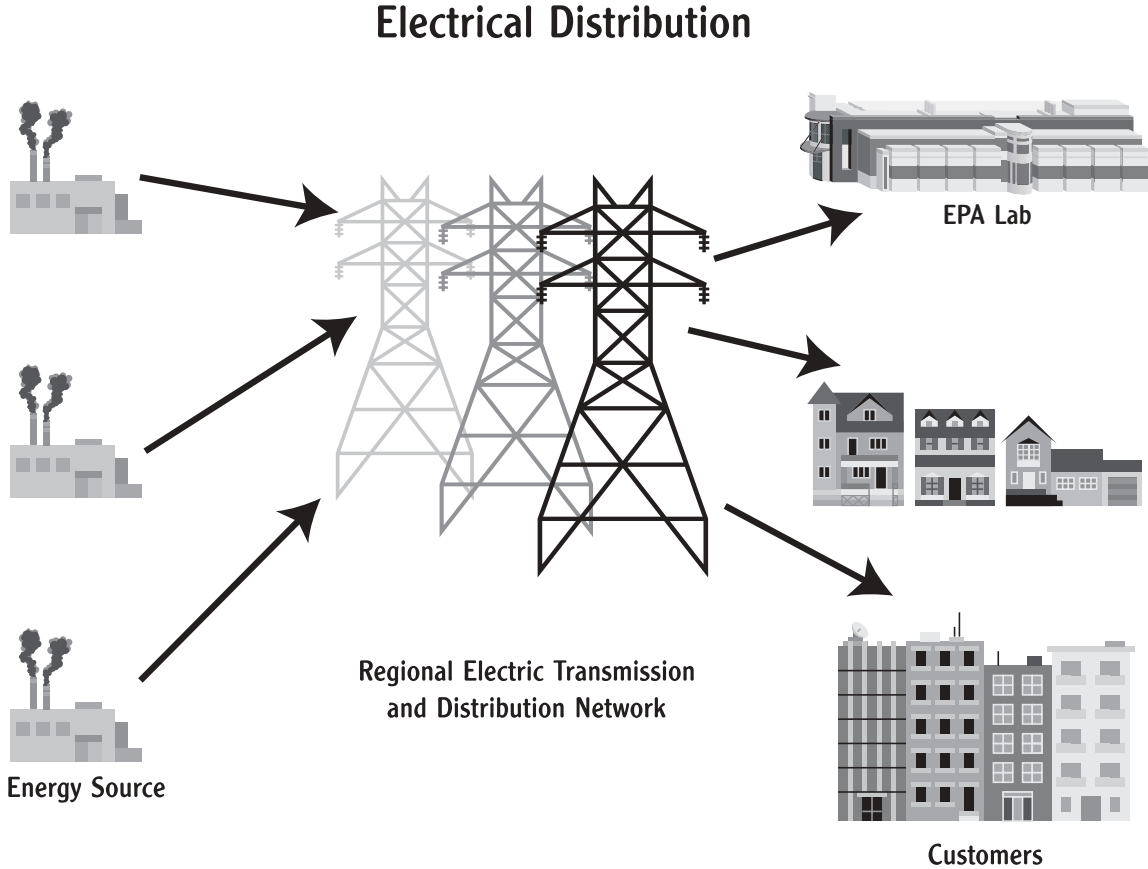 Electrical Distribution
EPA Lab
Regional Electric Transmission
and Distribution Network
Energy Source
Customers